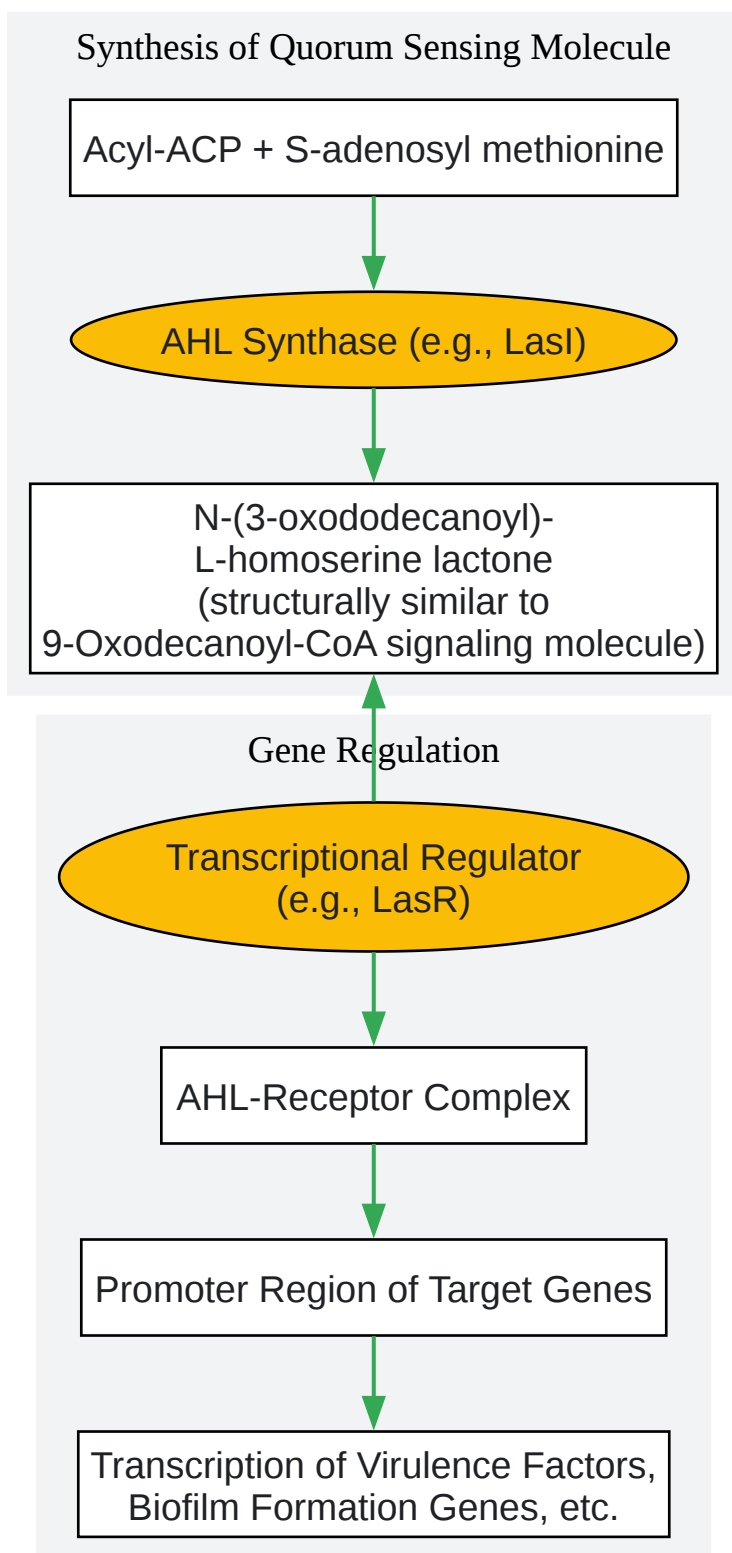 Synthesis of Quorum Sensing Molecule
Acyl-ACP + S-adenosyl methionine
AHL Synthase (e.g., LasI)
N-(3-oxododecanoyl)-
L-homoserine lactone
(structurally similar to
9-Oxodecanoyl-CoA signaling molecule)
Gene Regulation
Transcriptional Regulator
(e.g., LasR)
AHL-Receptor Complex
Promoter Region of Target Genes
Transcription of Virulence Factors,
Biofilm Formation Genes, etc.